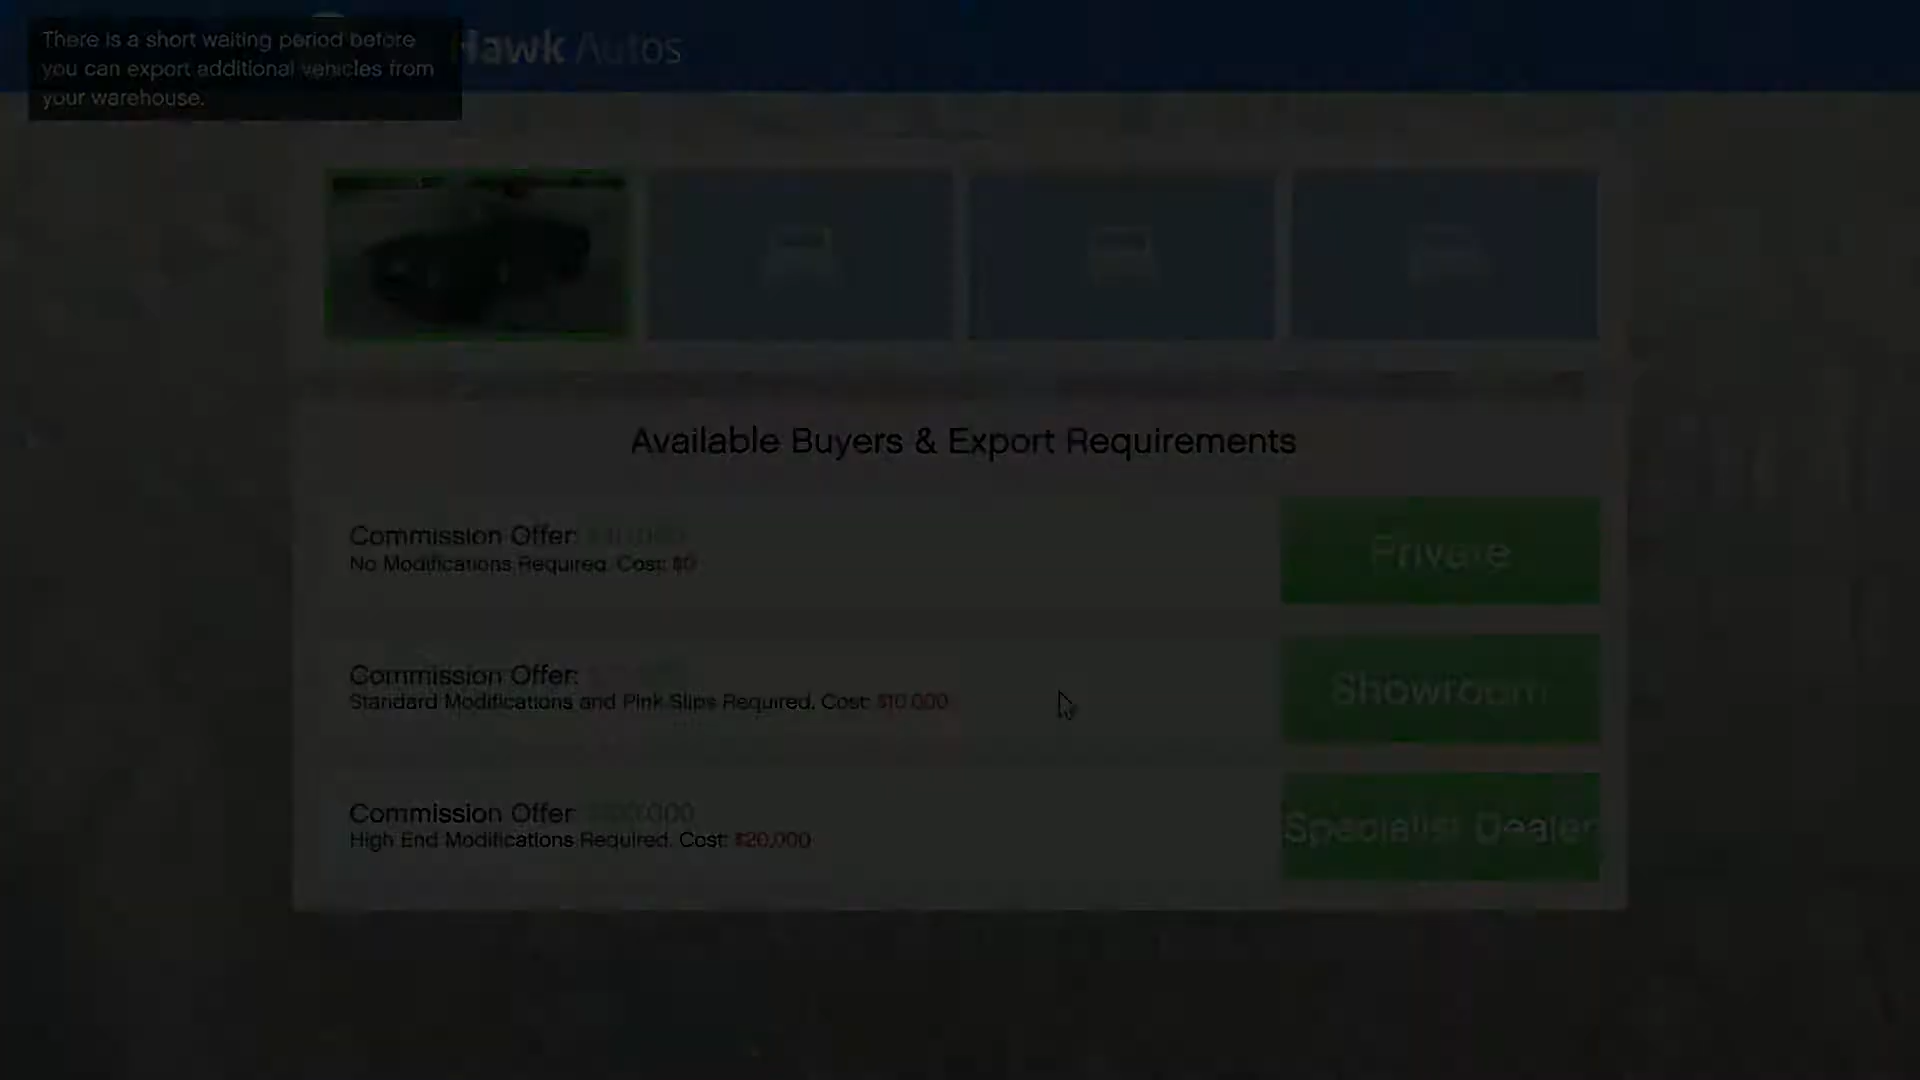 There is a short waiting period before
you can export additional vehicles from
your warehouse.
Hawk Autos
Available Buyers & Export Requirements
Commission Offer:
No Modifications Required. Cost: $0
Private
Commission Offer:
Standard Modifications and Pink Slips Required. Cost: $10,000
Showroom
Commission Offer:
High End Modifications Required. Cost: $20,000
Specialist Dealer